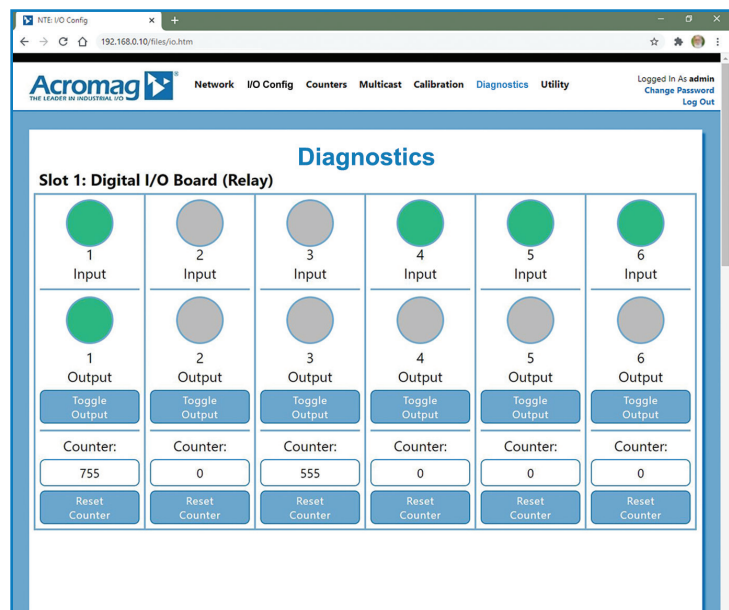 NTE: I/O Config
192.168.0.10/files/io.htm
Acromag
THE LEADER IN INDUSTRIAL I/O
®
Network I/O Config Counters Multicast Calibration Diagnostics Utility
Logged In As admin
Change Password
Log Out
Diagnostics
Slot 1: Digital I/O Board (Relay)
1 2 3 4 5 6
Input Input Input Input Input Input
1 2 3 4 5 6
Output Output Output Output Output Output
Toggle Toggle Toggle Toggle Toggle Toggle
Output Output Output Output Output Output
Counter: Counter: Counter: Counter: Counter: Counter:
755 0 555 0 0 0
Reset Reset Reset Reset Reset Reset
Counter Counter Counter Counter Counter Counter